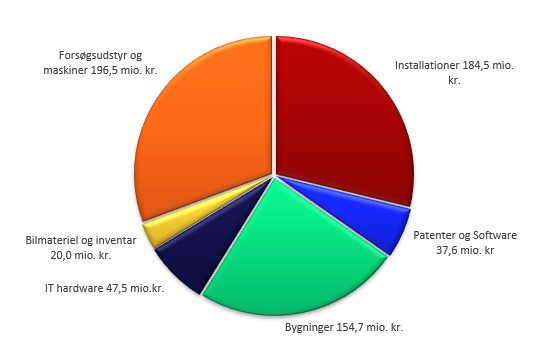 Forsøgsudstyr og
maskiner 196,5 mio. kr.
Installationer 184,5 mio.
kr.
Patenter og Software
37,6 mio. kr
Bilmateriel og inventar
20,0 mio. kr.
IT hardware 47,5 mio.kr.
Bygninger 154,7 mio. kr.